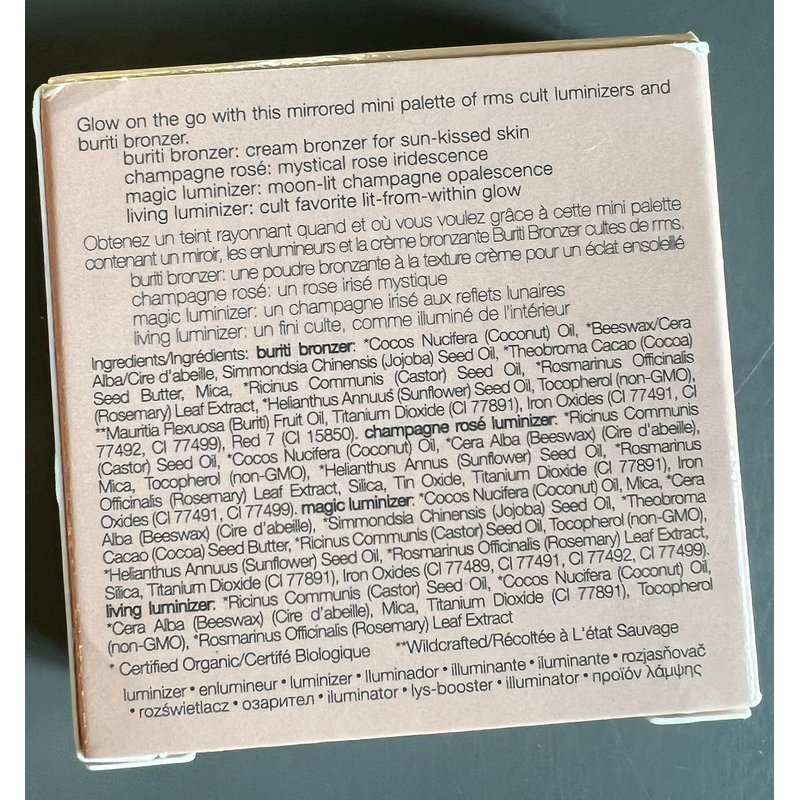 Glow on the go with this mirrored mini palette of rms cult luminizers and
buriti bronzer.
buriti bronzer: cream bronzer for sun-kissed skin
champagne rosé: mystical rose iridescence
magic luminizer: moon-lit champagne opalescence
living luminizer: cult favorite lit-from-within glow
Obtenez un teint rayonnant quand et où vous voulez grâce à cette mini palette
contenant un miroir, les enlumineurs et la crème bronzante Buriti Bronzer cultes de rms.
buriti bronzer: une poudre bronzante à la texture crème pour un éclat ensoleillé
champagne rosé: un rose irisé mystique
magic luminizer: un champagne irisé aux reflets lunaires
living luminizer: un fini culte, comme illuminé de l'intérieur
Ingredients/Ingrédients: buriti bronzer: *Cocos Nucifera (Coconut) Oil, *Beeswax/Cera
Alba/Cire d'abeille, Simmondsia Chinensis (Jojoba) Seed Oil, *Theobroma Cacao (Cocoa)
Seed Butter, Mica, *Ricinus Communis (Castor) Seed Oil, *Rosmarinus Officinalis
(Rosemary) Leaf Extract, *Helianthus Annuus (Sunflower) Seed Oil, Tocopherol (non-GMO),
**Mauritia Flexuosa (Buriti) Fruit Oil, Titanium Dioxide (CI 77891), Iron Oxides (CI 77491, CI
77492, CI 77499), Red 7 (CI 15850). champagne rosé luminizer: *Ricinus Communis
(Castor) Seed Oil, *Cocos Nucifera (Coconut) Oil, *Cera Alba (Beeswax) (Cire d'abeille),
Mica, Tocopherol (non-GMO), *Helianthus Annus (Sunflower) Seed Oil, *Rosmarinus
Officinalis (Rosemary) Leaf Extract, Silica, Tin Oxide, Titanium Dioxide (CI 77891), Iron
Oxides (CI 77491, CI 77499). magic luminizer: *Cocos Nucifera (Coconut) Oil, Mica, *Cera
Alba (Beeswax) (Cire d'abeille), *Simmondsia Chinensis (Jojoba) Seed Oil, *Theobroma
Cacao (Cocoa) Seed Butter, *Ricinus Communis (Castor) Seed Oil, Tocopherol (non-GMO),
*Helianthus Annuus (Sunflower) Seed Oil, *Rosmarinus Officinalis (Rosemary) Leaf Extract,
Silica, Titanium Dioxide (CI 77891), Iron Oxides (CI 77489, CI 77491, CI 77492, CI 77499).
living luminizer: *Ricinus Communis (Castor) Seed Oil, *Cocos Nucifera (Coconut) Oil,
*Cera Alba (Beeswax) (Cire d'abeille), Mica, Titanium Dioxide (CI 77891), Tocopherol
(non-GMO), *Rosmarinus Officinalis (Rosemary) Leaf Extract
* Certified Organic/Certifé Biologique **Wildcrafted/Récoltée à L'état Sauvage
luminizer • enlumineur • luminizer • lluminador • illuminante • iluminante • rozjasňovač
• rozświetlacz • озарител • iluminator • lys-booster • illuminator • προϊόν λάμψης